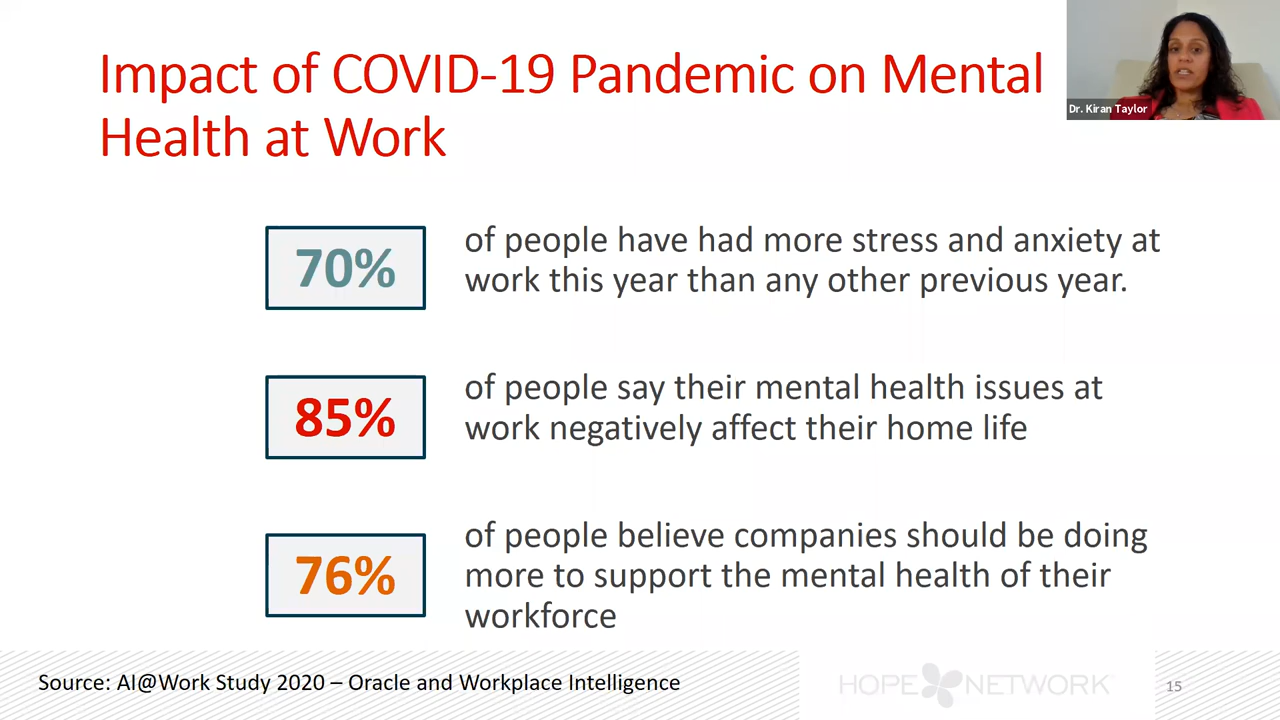 Impact of COVID-19 Pandemic on Mental
Health at Work
Dr. Kiran Taylor
70%
of people have had more stress and anxiety at
work this year than any other previous year.
85%
of people say their mental health issues at
work negatively affect their home life
76%
of people believe companies should be doing
more to support the mental health of their
workforce
Source: AI@Work Study 2020 – Oracle and Workplace Intelligence
HOPE NETWORK
15